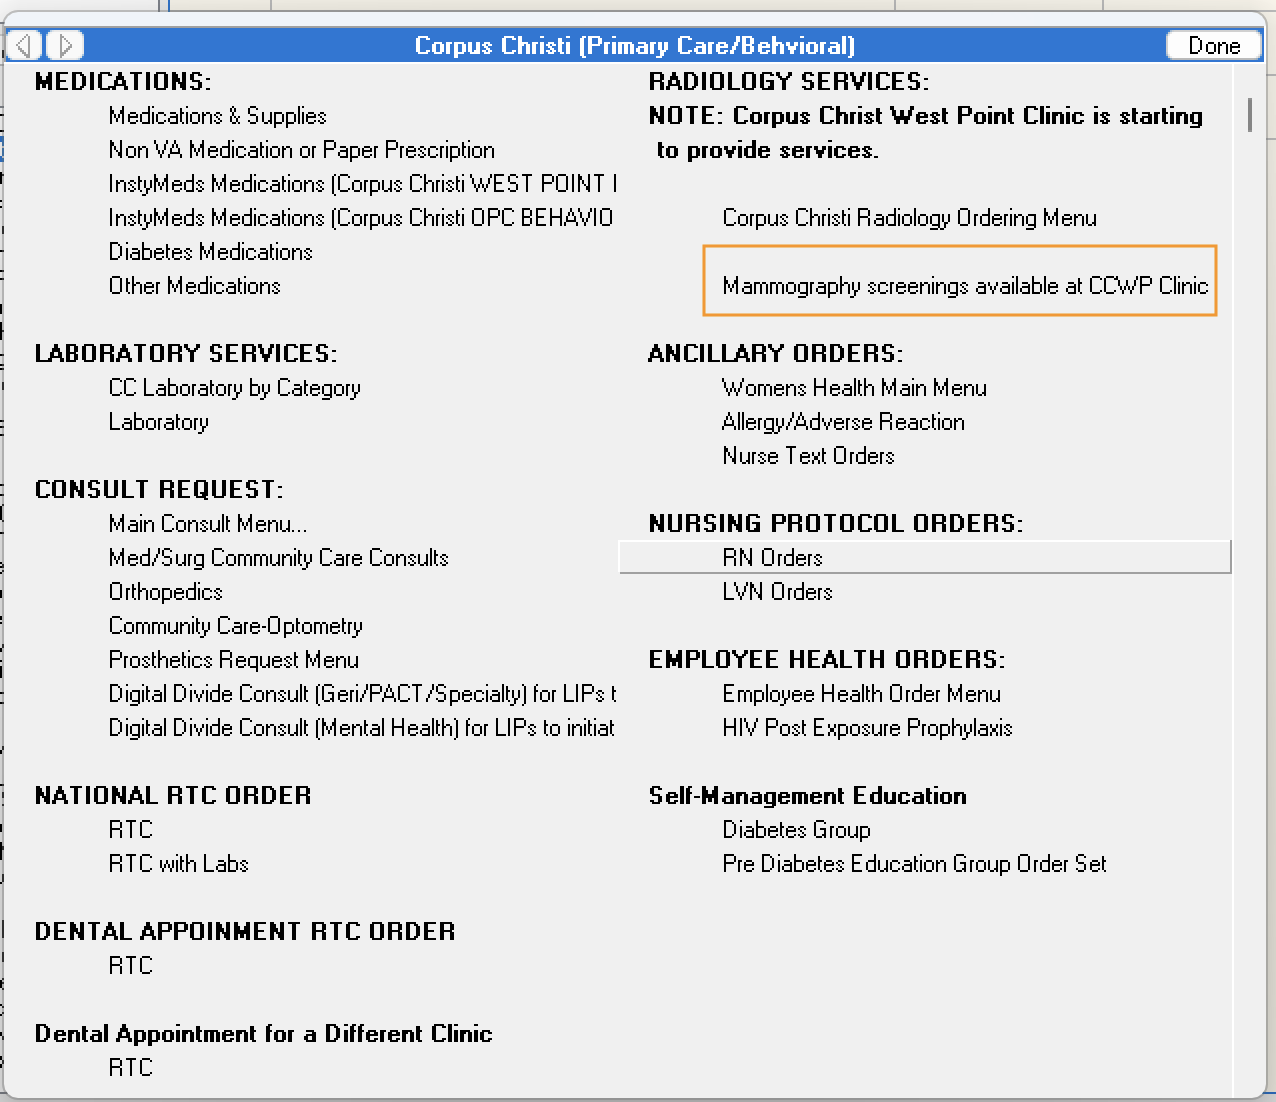 Corpus Christi (Primary Care/Behvioral)
Done
MEDICATIONS:
Medications & Supplies
Non VA Medication or Paper Prescription
InstyMeds Medications (Corpus Christi WEST POINT
InstyMeds Medications (Corpus Christi OPC BEHAVIO
Diabetes Medications
Other Medications
LABORATORY SERVICES:
CC Laboratory by Category
Laboratory
CONSULT REQUEST:
Main Consult Menu...
Med/Surg Community Care Consults
Orthopedics
Community Care-Optometry
Prosthetics Request Menu
Digital Divide Consult (Geri/PACT/Specialty) for LIPs t
Digital Divide Consult (Mental Health) for LIPs to initiat
NATIONAL RTC ORDER
RTC
RTC with Labs
DENTAL APPOINMENT RTC ORDER
RTC
Dental Appointment for a Different Clinic
RTC
RADIOLOGY SERVICES:
NOTE: Corpus Christ West Point Clinic is starting
to provide services.
Corpus Christi Radiology Ordering Menu
Mammography screenings available at CCWP Clinic
ANCILLARY ORDERS:
Womens Health Main Menu
Allergy/Adverse Reaction
Nurse Text Orders
NURSING PROTOCOL ORDERS:
RN Orders
LVN Orders
EMPLOYEE HEALTH ORDERS:
Employee Health Order Menu
HIV Post Exposure Prophylaxis
Self-Management Education
Diabetes Group
Pre Diabetes Education Group Order Set